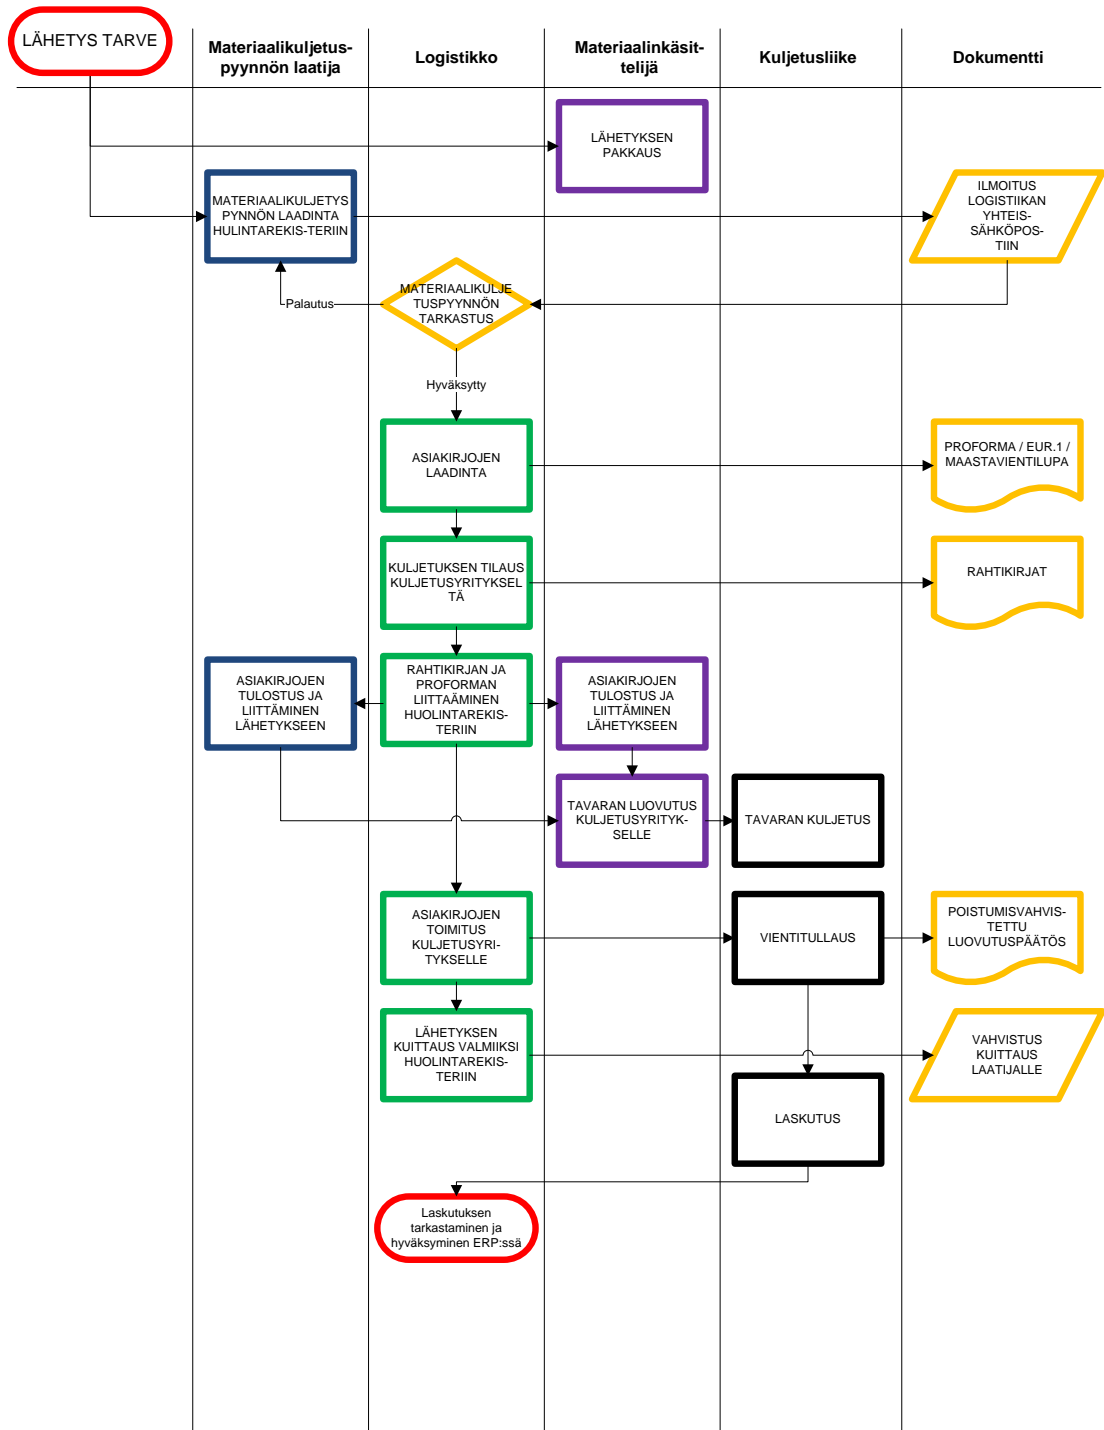 LÄHETYS TARVE
Materiaalikuljetus-
pyynnön laatija
Logistikko
Materiaalinkäsit-
telijä
Kuljetusliike
Dokumentti
LÄHETYKSEN
PAKKAUS
MATERIAALIKULJETYS
PYNNÖN LAADINTA
HULINTAREKIS-TERIIN
ILMOITUS
LOGISTIIKAN
YHTEIS-
SÄHKÖPOS-
TIIN
MATERIAALIKULJE
TUSPYYNNÖN
TARKASTUS
Palautus
Hyväksytty
ASIAKIRJOJEN
LAADINTA
PROFORMA / EUR.1 /
MAASTAVIENTILUPA
KULJETUKSEN TILAUS
KULJETUSYRITYKSEL
TÄ
RAHTIKIRJAT
ASIAKIRJOJEN
TULOSTUS JA
LIITTÄMINEN
LÄHETYKSEEN
RAHTIKIRJAN JA
PROFORMAN
LIITTAÄMINEN
HUOLINTAREKIS-
TERIIN
ASIAKIRJOJEN
TULOSTUS JA
LIITTÄMINEN
LÄHETYKSEEN
TAVARAN LUOVUTUS
KULJETUSYRITYK-
SELLE
TAVARAN KULJETUS
ASIAKIRJOJEN
TOIMITUS
KULJETUSYRI-
TYKSELLE
VIENTITULLAUS
POISTUMISVAHVIS-
TETTU
LUOVUTUSPÄÄTÖS
LÄHETYKSEN
KUITTAUS VALMIIKSI
HUOLINTAREKIS-
TERIIN
VAHVISTUS
KUITTAUS
LAATIJALLE
LASKUTUS
Laskutuksen
tarkastaminen ja
hyväksyminen ERP:ssä